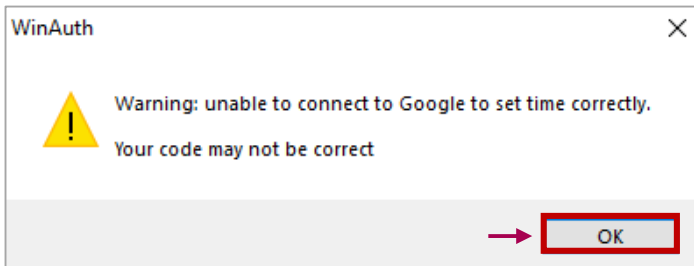 WinAuth
Warning: unable to connect to Google to set time correctly.
Your code may not be correct
OK